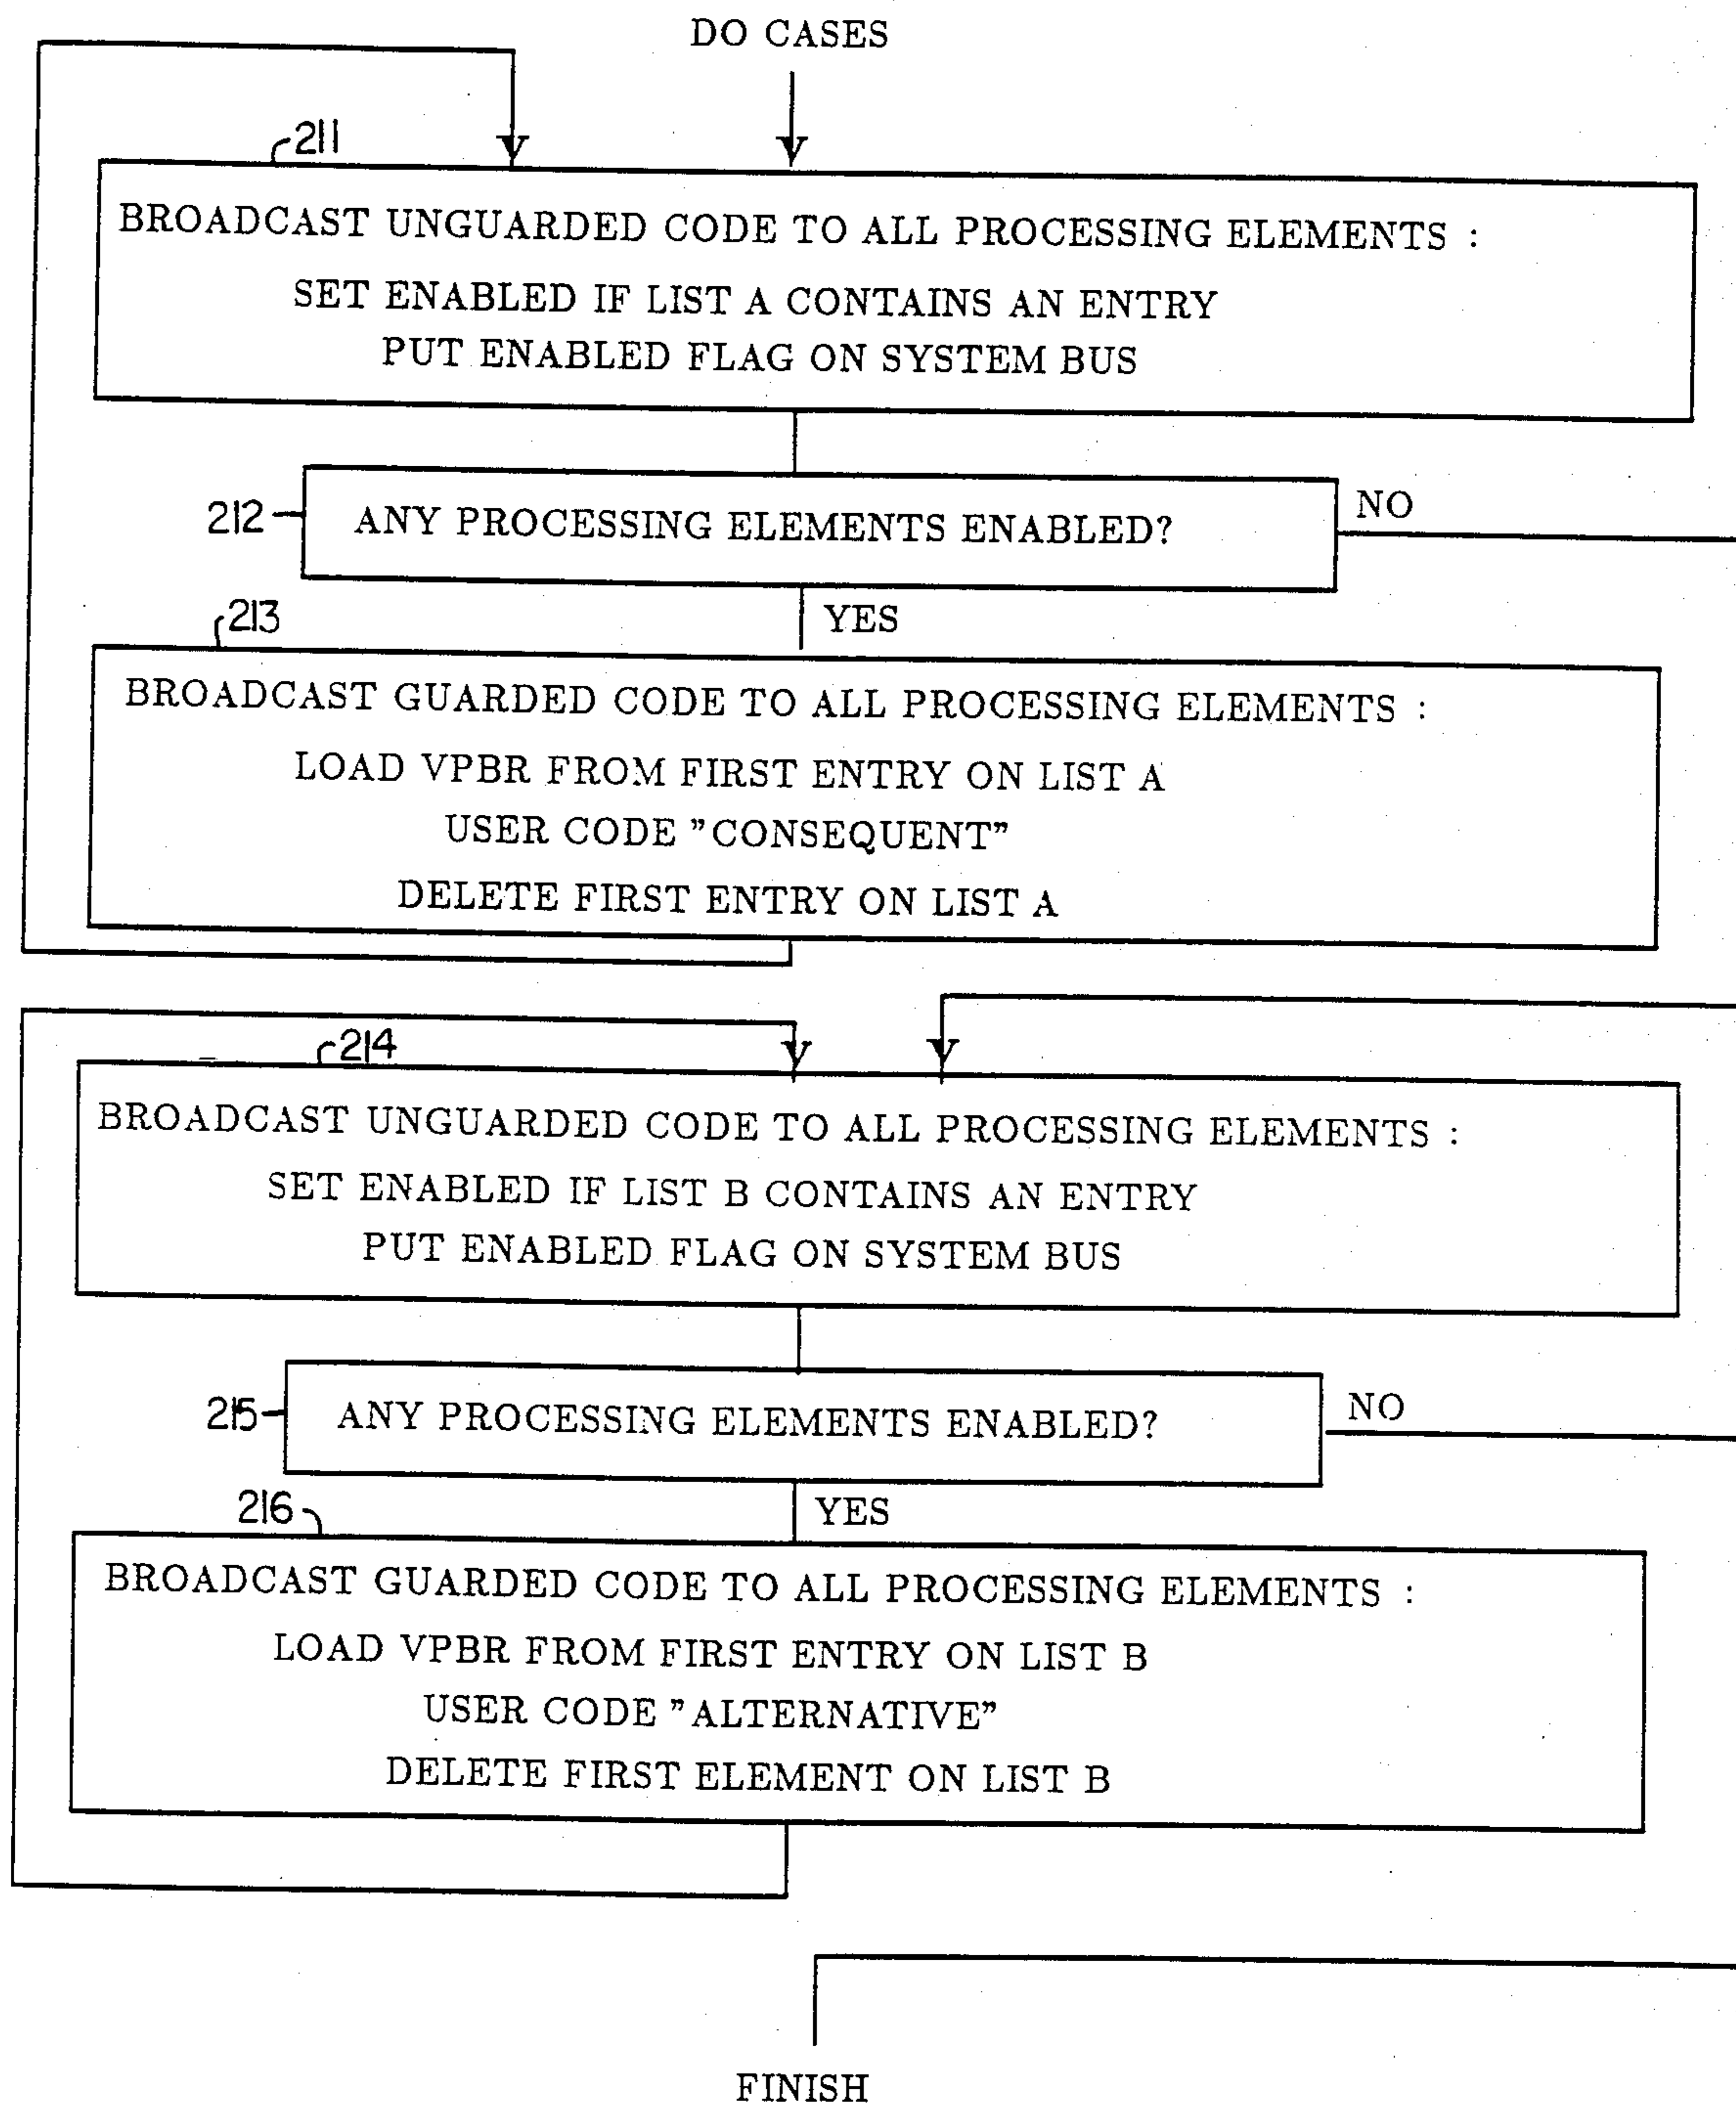 DO CASES
211
BROADCAST UNGUARDED CODE TO ALL PROCESSING ELEMENTS :
SET ENABLED IF LIST A CONTAINS AN ENTRY
PUT ENABLED FLAG ON SYSTEM BUS
212
ANY PROCESSING ELEMENTS ENABLED?
NO
YES
213
BROADCAST GUARDED CODE TO ALL PROCESSING ELEMENTS :
LOAD VPBR FROM FIRST ENTRY ON LIST A
USER CODE "CONSEQUENT"
DELETE FIRST ENTRY ON LIST A
214
BROADCAST UNGUARDED CODE TO ALL PROCESSING ELEMENTS :
SET ENABLED IF LIST B CONTAINS AN ENTRY
PUT ENABLED FLAG ON SYSTEM BUS
215
ANY PROCESSING ELEMENTS ENABLED?
NO
YES
216
BROADCAST GUARDED CODE TO ALL PROCESSING ELEMENTS :
LOAD VPBR FROM FIRST ENTRY ON LIST B
USER CODE "ALTERNATIVE"
DELETE FIRST ELEMENT ON LIST B
FINISH